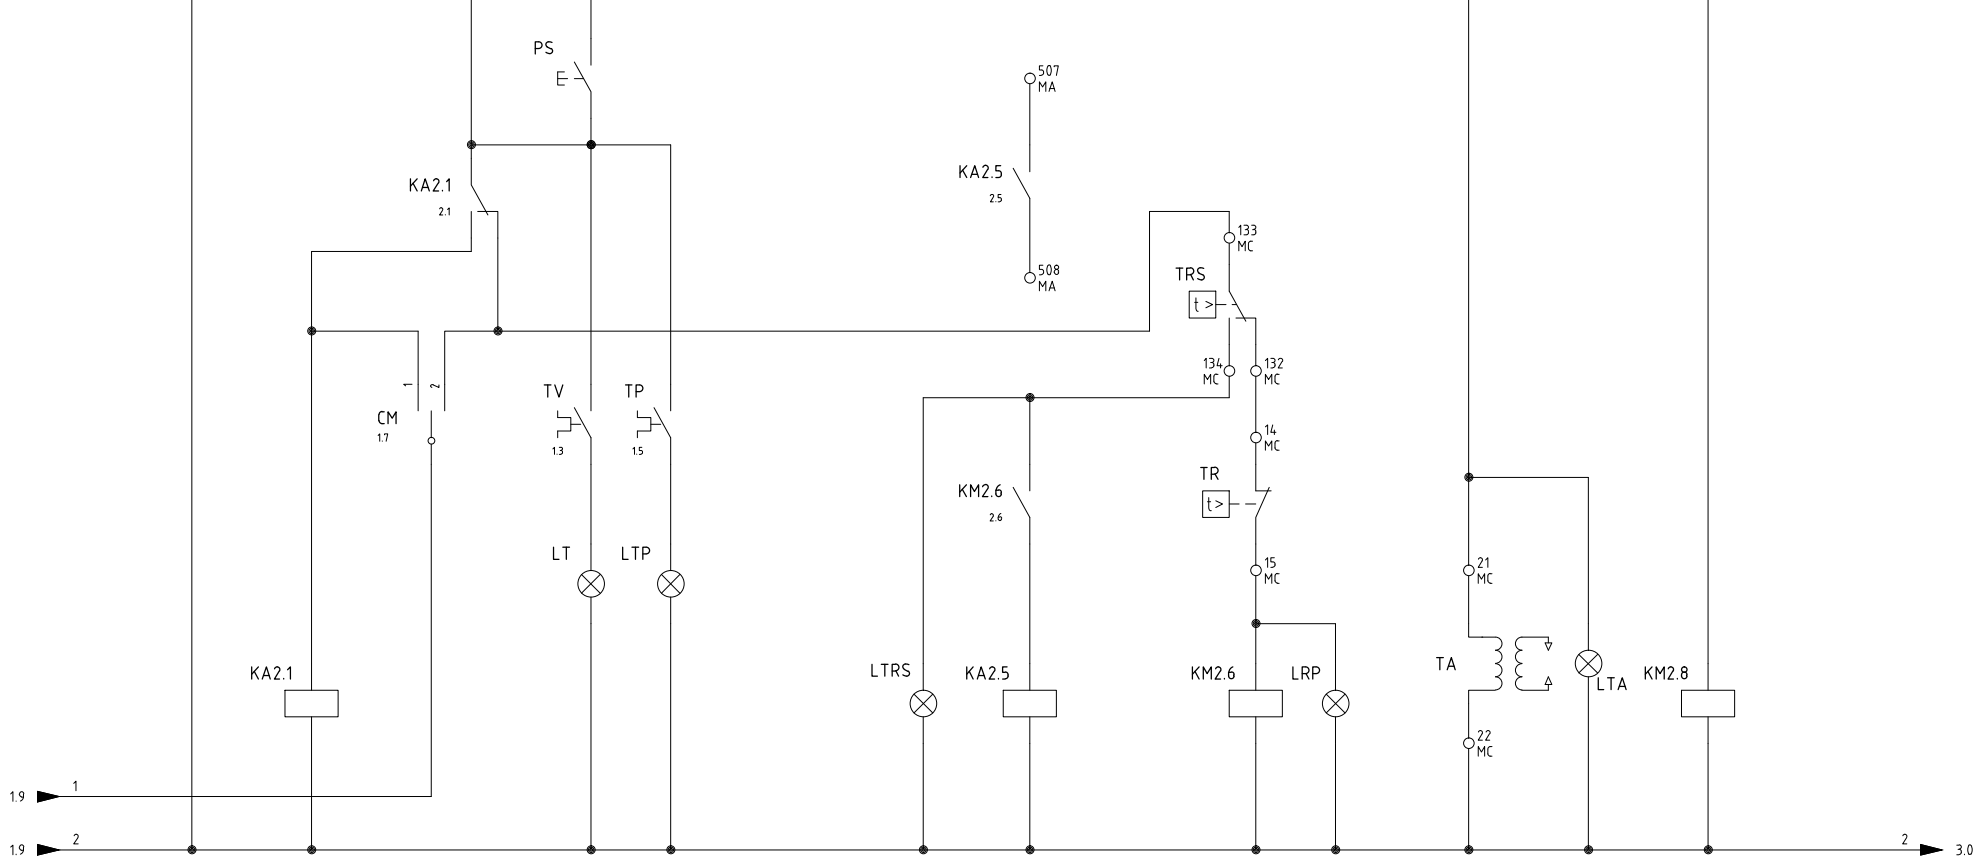 PS
507
MA
KA2.1
2.1
KA2.5
2.5
133
MC
508
MA
TRS
t >
134
MC
132
MC
1
2
CM
1.7
TV
1.3
TP
1.5
14
MC
KM2.6
2.6
TR
t>
LT
LTP
15
MC
21
MC
KA2.1
LTRS
KA2.5
KM2.6
LRP
TA
LTA
KM2.8
22
MC
1.9
1
1.9
2
2
3.0